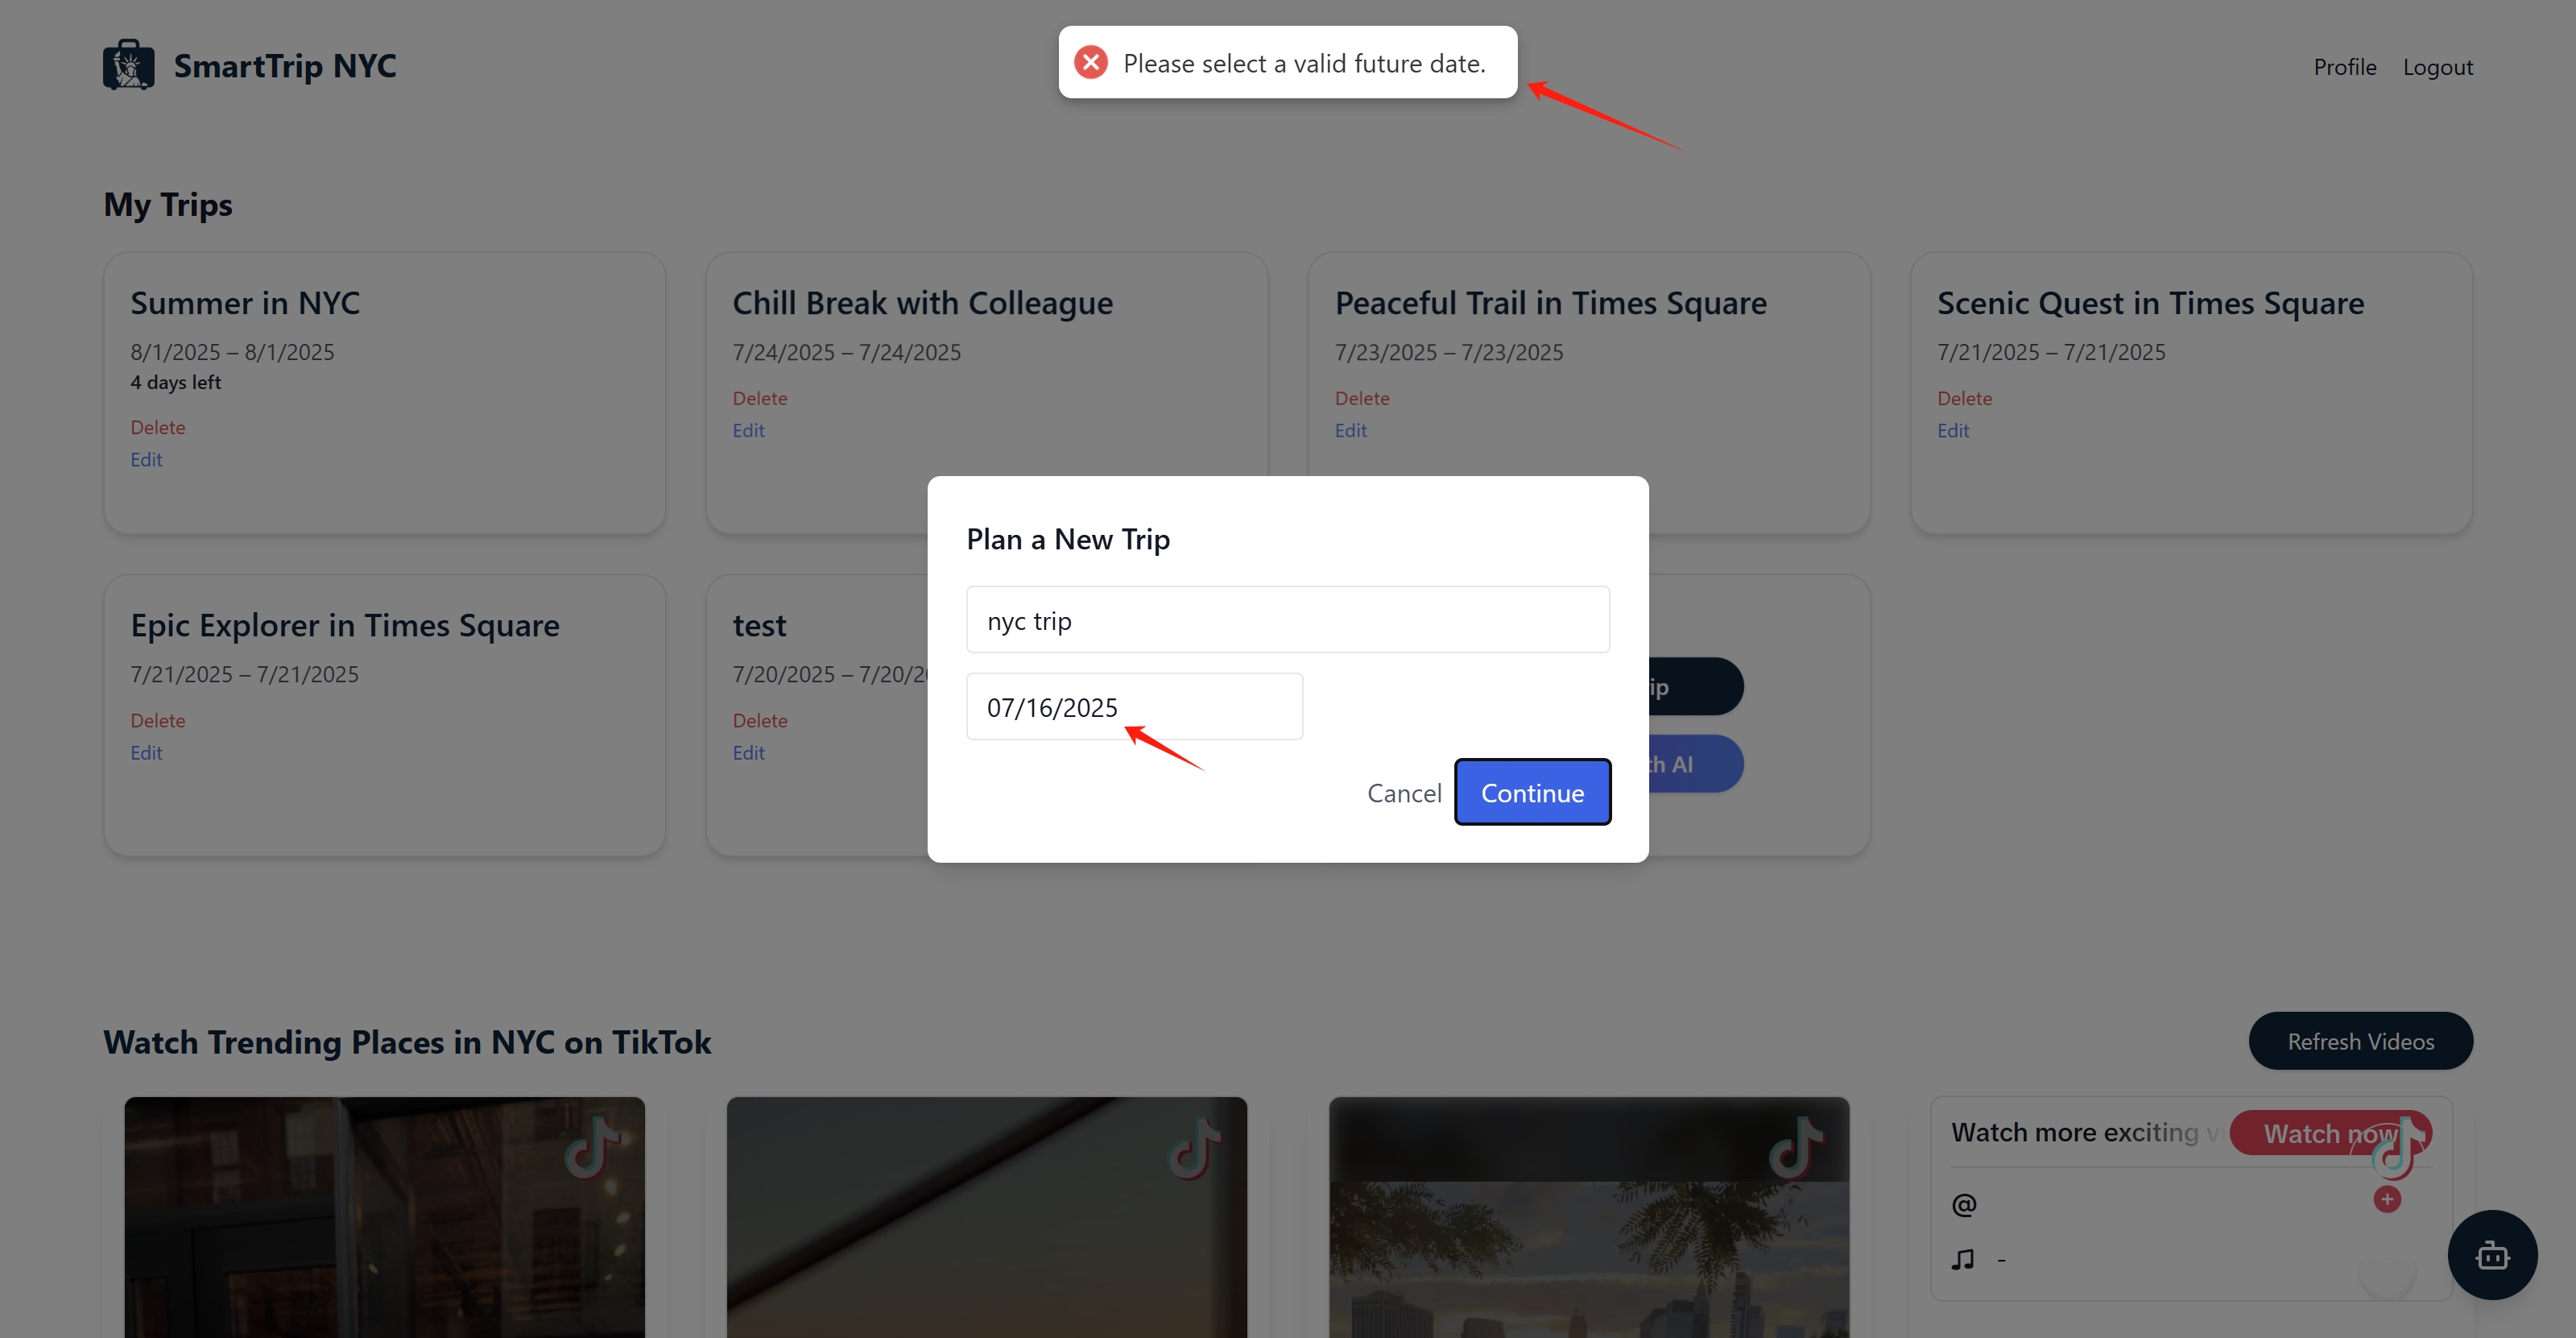 SmartTrip NYC
Please select a valid future date.
Profile
Logout
My Trips
Summer in NYC
8/1/2025 – 8/1/2025
4 days left
Delete
Edit
Chill Break with Colleague
7/24/2025 – 7/24/2025
Delete
Edit
Peaceful Trail in Times Square
7/23/2025 – 7/23/2025
Delete
Edit
Scenic Quest in Times Square
7/21/2025 – 7/21/2025
Delete
Edit
Epic Explorer in Times Square
7/21/2025 – 7/21/2025
Delete
Edit
test
7/20/2025 – 7/20/2
Delete
Edit
ip
th AI
Plan a New Trip
nyc trip
07/16/2025
Cancel
Continue
Watch Trending Places in NYC on TikTok
Refresh Videos
Watch more exciting v
Watch now
@
-